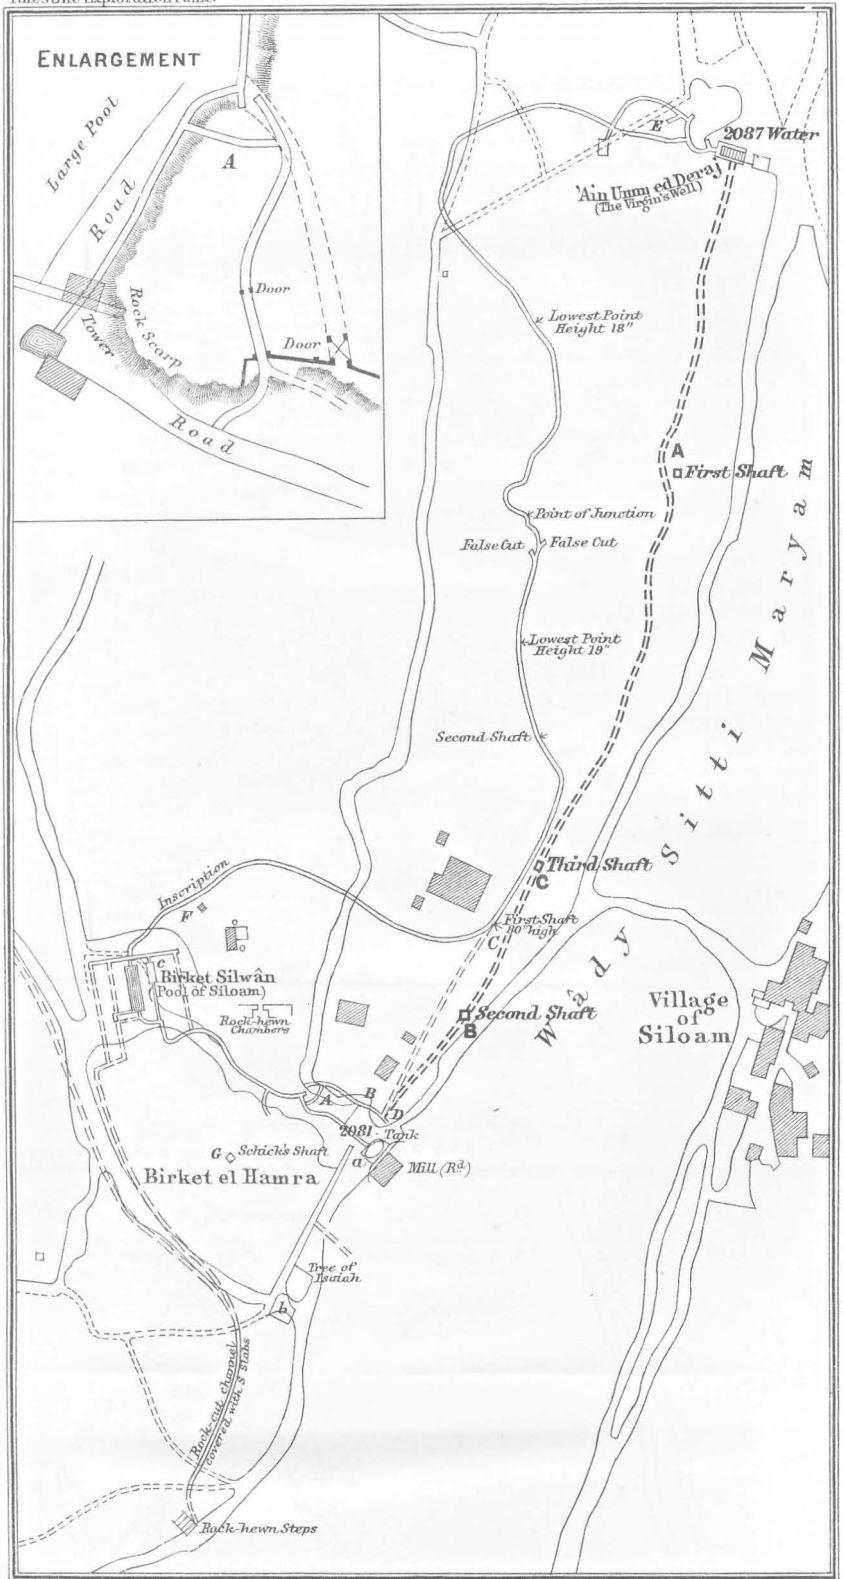 Palestine Exploration Fund.
ENLARGEMENT
Large Pool
Road
A
Door
Rock Scarp
Tower
Door
Road
E
2087 Water
'Ain Umm ed Deraj
(The Virgin's Well)
Lowest Point
Height 18"
A
First Shaft
Point of Junction
False Cut
False Cut
Lowest Point
Height 19"
Second Shaft
Wâdy Sitti Maryam
Third Shaft
C
Inscription
F
First Shaft
30" high
C
c
Birket Silwân
(Pool of Siloam)
Rock-hewn
Chambers
Second Shaft
B
Village
of
Siloam
A
B
D
2081
Tank
a
G
Schick's Shaft
Birket el Hamra
Mill (Rd.)
Tree of
Isaiah
b
Rock-cut channel
covered with s slabs
Rock-hewn Steps